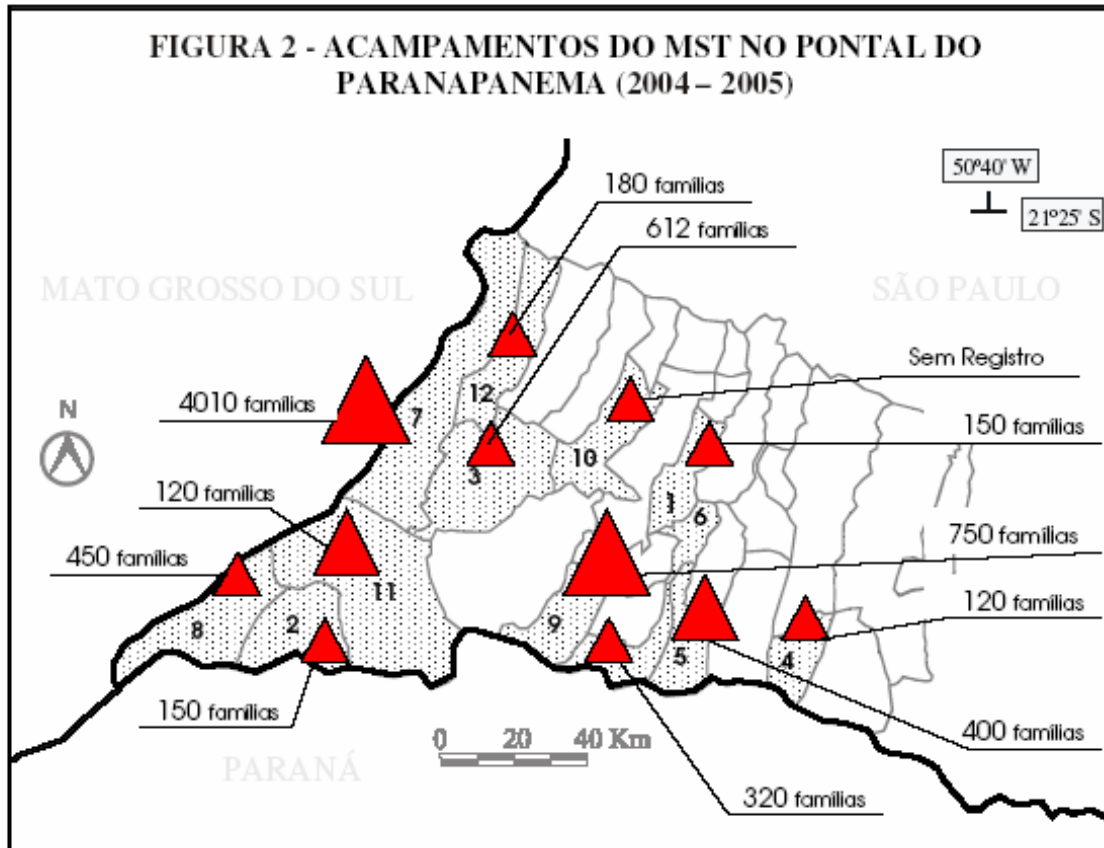 FIGURA 2 - ACAMPAMENTOS DO MST NO PONTAL DO
PARANAPANEMA (2004 – 2005)
50º40' W
21º25' S
180 famílias
612 famílias
MATO GROSSO DO SUL
SÃO PAULO
Sem Registro
N
4010 famílias
7
12
150 famílias
10
3
120 famílias
1
6
750 famílias
450 famílias
11
120 famílias
8
2
9
5
4
150 famílias
400 famílias
0 20 40 Km
PARANÁ
320 famílias